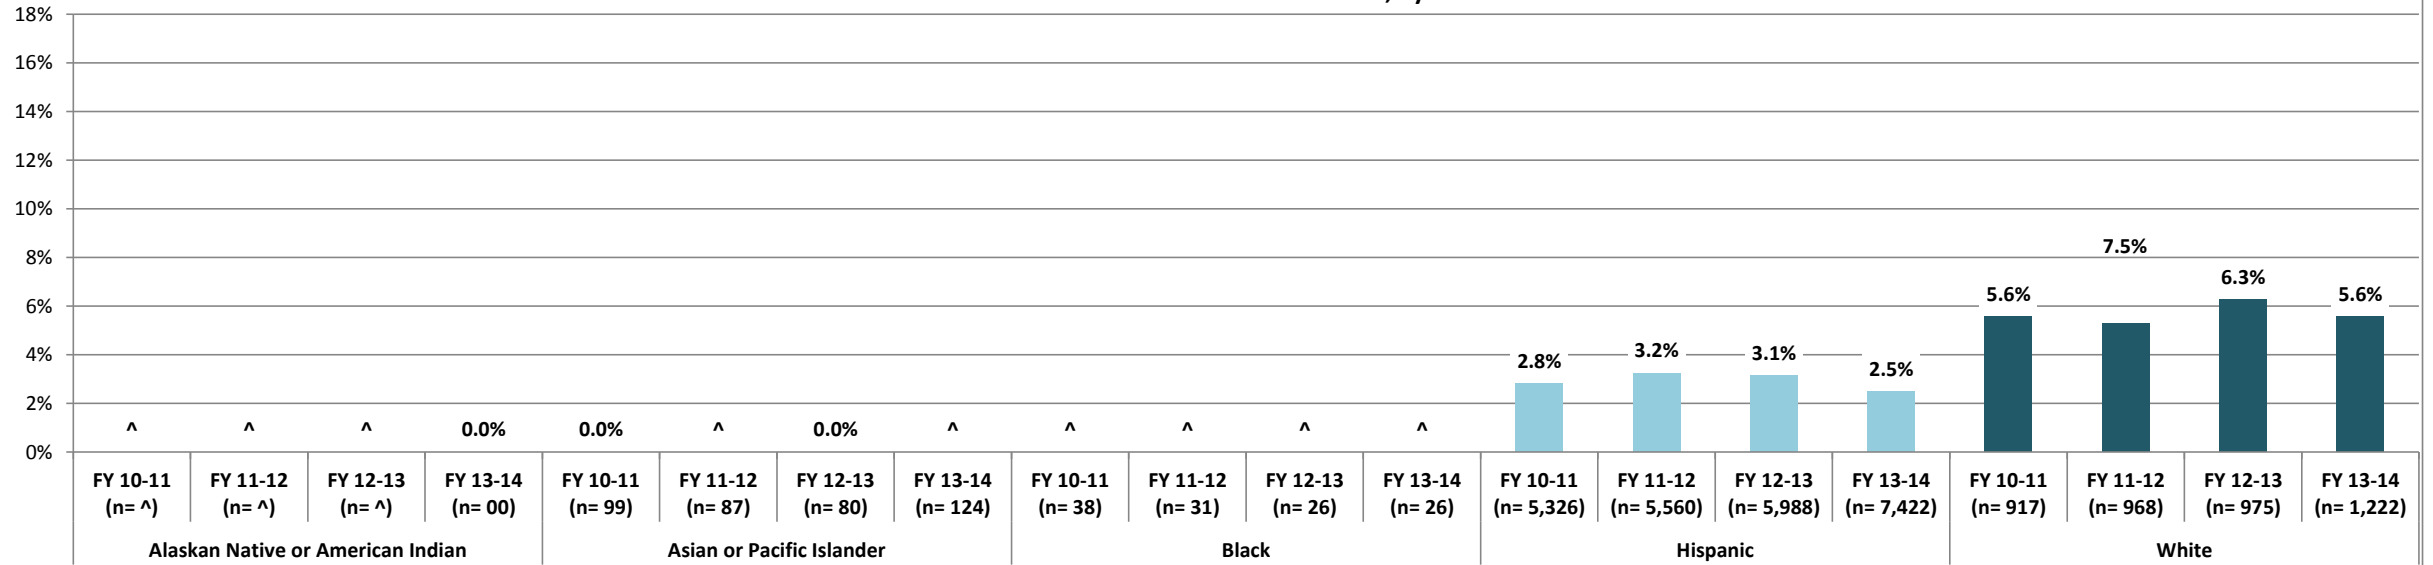 18%
16%
14%
12%
10%
8%
6%
4%
2%
0%
^ ^ ^ 0.0% 0.0% ^ 0.0% ^ ^ ^ ^ ^ 2.8% 3.2% 3.1% 2.5% 5.6% 7.5% 6.3% 5.6%
FY 10-11 FY 11-12 FY 12-13 FY 13-14 FY 10-11 FY 11-12 FY 12-13 FY 13-14 FY 10-11 FY 11-12 FY 12-13 FY 13-14 FY 10-11 FY 11-12 FY 12-13 FY 13-14 FY 10-11 FY 11-12 FY 12-13 FY 13-14
(n= ^) (n= ^) (n= ^) (n= 00) (n= 99) (n= 87) (n= 80) (n= 124) (n= 38) (n= 31) (n= 26) (n= 26) (n= 5,326) (n= 5,560) (n= 5,988) (n= 7,422) (n= 917) (n= 968) (n= 975) (n= 1,222)
Alaskan Native or American Indian Asian or Pacific Islander Black Hispanic White